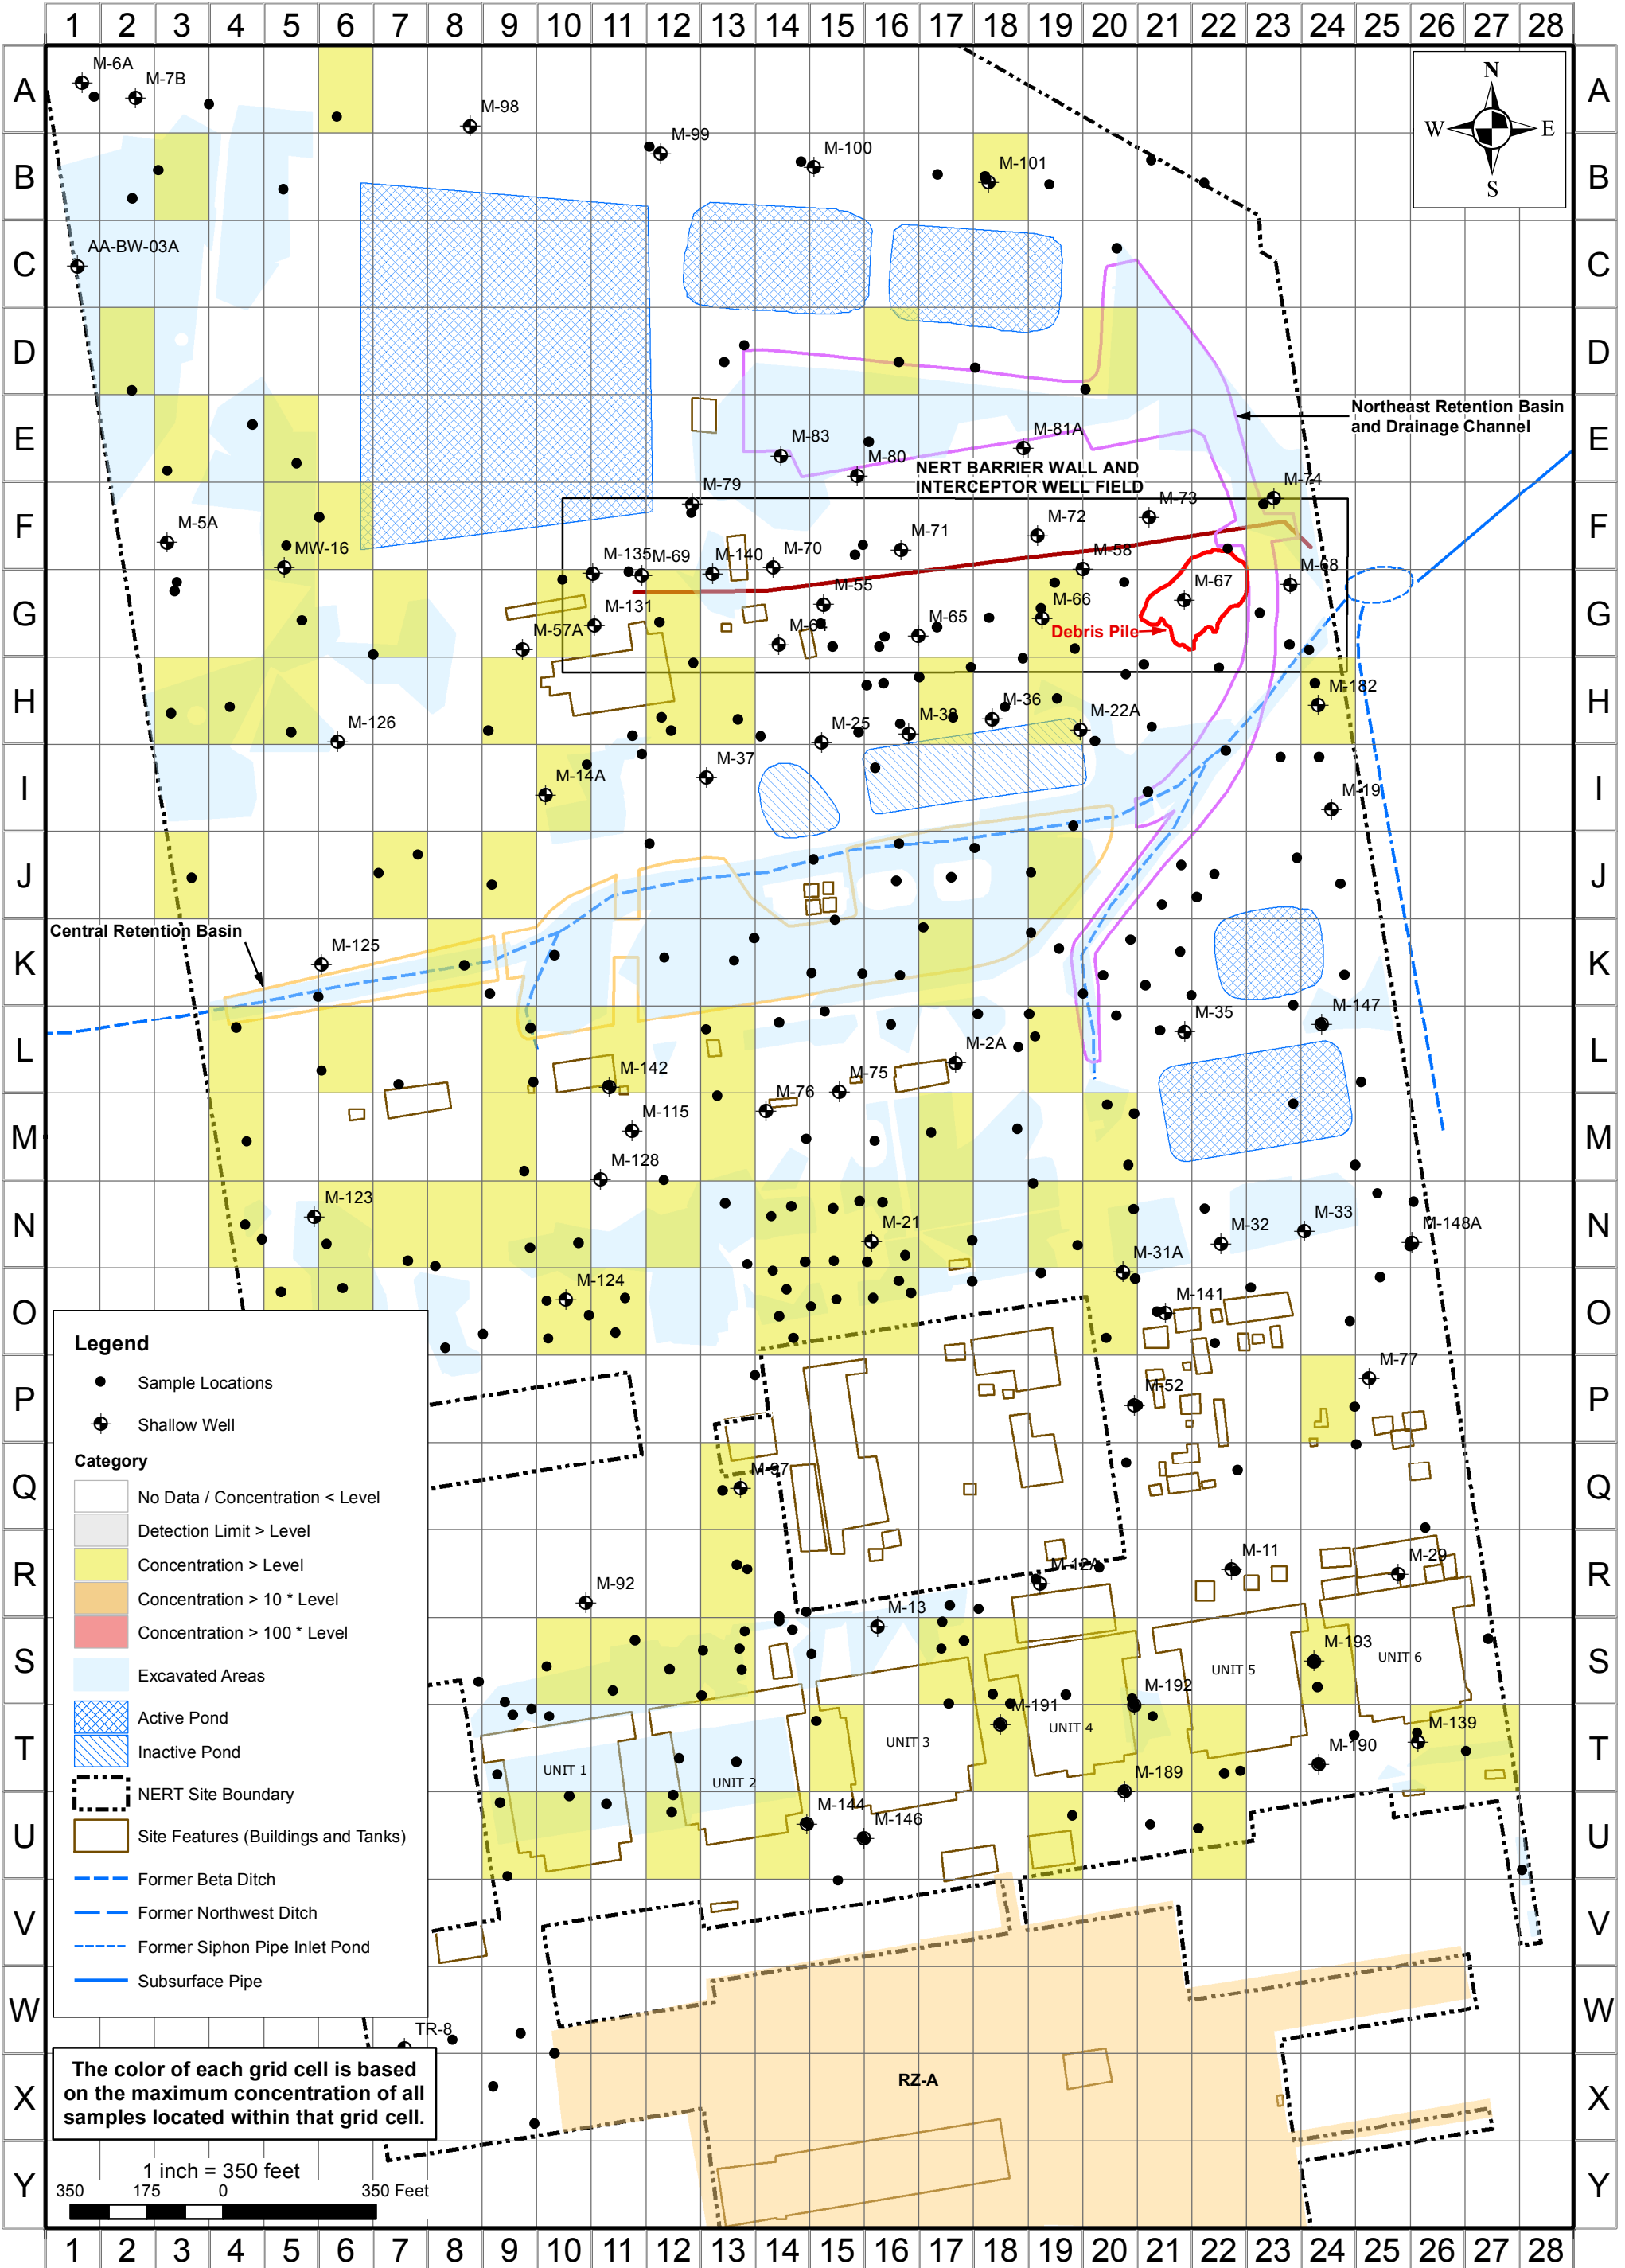 1 2 3 4 5 6 7 8 9 10 11 12 13 14 15 16 17 18 19 20 21 22 23 24 25 26 27 28
A A
M-6A
M-7B
M-98
N
W E
S
M-99
M-100
M-101
B B
AA-BW-03A
C C
D D
Northeast Retention Basin
and Drainage Channel
E E
M-83
M-81A
M-80
NERT BARRIER WALL AND
INTERCEPTOR WELL FIELD
M-79
M-74
M-73
F F
M-5A
M-72
M-71
MW-16
M-135
M-69
M-140
M-70
M-58
M-68
M-67
M-55
G G
M-131
M-66
M-65
M-64
M-57A
Debris Pile
H H
M-182
M-36
M-22A
M-126
M-25
M-38
M-37
M-14A
I I
M-19
J J
Central Retention Basin
M-125
K K
M-147
M-35
L L
M-2A
M-142
M-75
M-76
M-115
M M
M-128
M-123
N N
M-21
M-32
M-33
M-148A
M-31A
M-124
M-141
O O
Legend
Sample Locations
Shallow Well
Category
No Data / Concentration < Level
Detection Limit > Level
Concentration > Level
Concentration > 10 * Level
Concentration > 100 * Level
Excavated Areas
Active Pond
Inactive Pond
NERT Site Boundary
Site Features (Buildings and Tanks)
Former Beta Ditch
Former Northwest Ditch
Former Siphon Pipe Inlet Pond
Subsurface Pipe
M-77
M-52
P P
M-97
Q Q
M-12A
M-11
M-29
R R
M-92
M-13
S S
M-193
UNIT 6
UNIT 5
M-192
M-191
T T
UNIT 4
UNIT 3
M-139
M-190
UNIT 1
UNIT 2
M-189
M-144
M-146
U U
V V
W W
TR-8
The color of each grid cell is based
on the maximum concentration of all
samples located within that grid cell.
RZ-A
X X
Y Y
1 inch = 350 feet
350 175 0 350 Feet
1 2 3 4 5 6 7 8 9 10 11 12 13 14 15 16 17 18 19 20 21 22 23 24 25 26 27 28